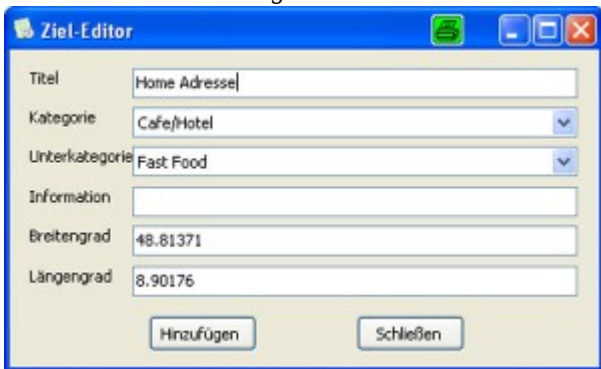 Ziel-Editor
Titel Home Adresse
Kategorie Cafe/Hotel
Unterkategorie Fast Food
Information
Breitengrad 48.81371
Längengrad 8.90176
Hinzufügen Schließen